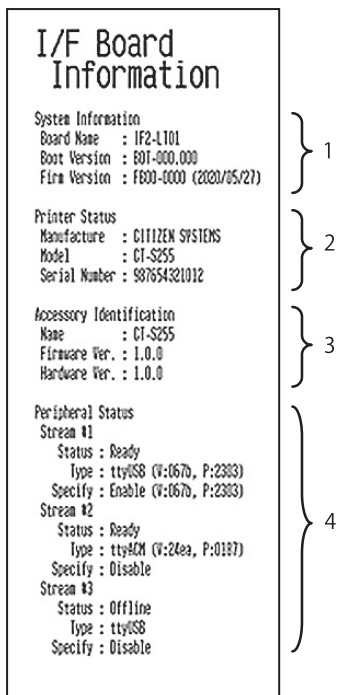 I/F Board
Information
System Information
Board Name : IF2-LT01
Boot Version : B0T-000.000
Firm Version : FB00-0000 (2020/05/27)
1
Printer Status
Manufacture : CITIZEN SYSTEMS
Model : CT-S255
Serial Number : 987654321012
2
Accessory Identification
Name : CT-S255
Firmware Ver. : 1.0.0
Hardware Ver. : 1.0.0
3
Peripheral Status
Stream #1
Status : Ready
Type : ttyUSB (V:067b, P:2303)
Specify : Enable (V:067b, P:2303)
Stream #2
Status : Ready
Type : ttyACM (V:24ea, P:0187)
Specify : Disable
Stream #3
Status : Offline
Type : ttyUSB
Specify : Disable
4